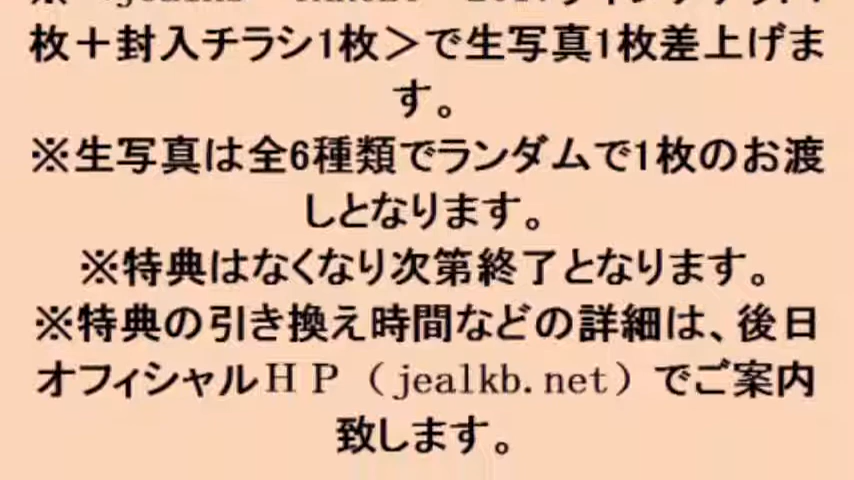 枚＋封入チラシ1枚＞で生写真1枚差上げま
す。
※生写真は全6種類でランダムで1枚のお渡
しとなります。
※特典はなくなり次第終了となります。
※特典の引き換え時間などの詳細は、後日
オフィシャルＨＰ（jealkb.net）でご案内
致します。